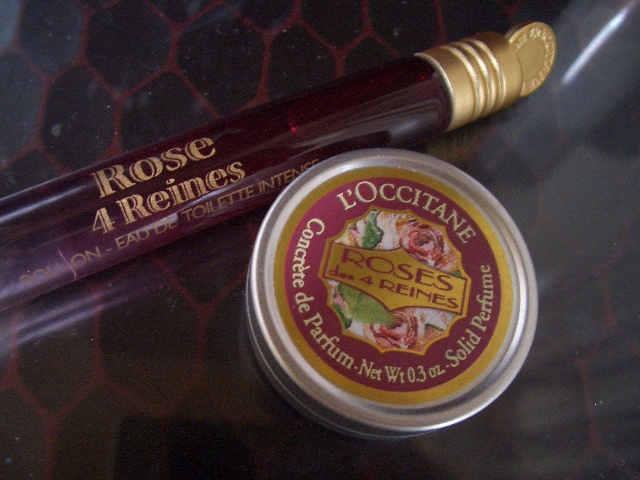 Rose
4 Reines
- EAU DE TOILETTE INTENSE
L'OCCITANE
ROSES
des 4 REINES
Concrète de Parfum · Net Wt 0.3 oz. · Solid Perfume